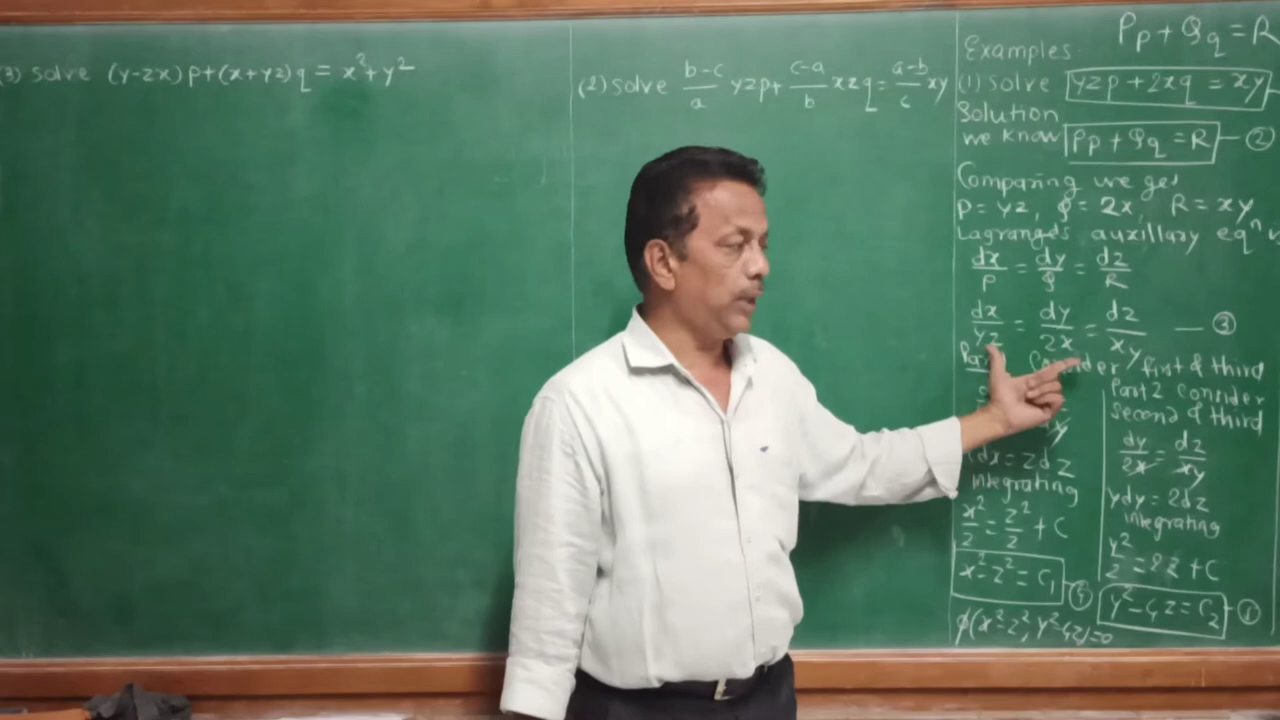 (3) Solve (y-zx)p+(x+yz)q = x²+y²
(2) Solve (b-c)/a yzp + (c-a)/b xzq = (a-b)/c xy
Pp + Qq = R
Examples
(1) Solve yzp + 2xq = xy
Solution
we know Pp + Qq = R — ②
Comparing we get
P = yz, Q = 2x, R = xy
Lagranges auxillary eqⁿ
dx/P = dy/Q = dz/R
dx/yz = dy/2x = dz/xy — ③
Consider first & third
xdx = zdz
integrating
x²/2 = z²/2 + C
x²-z² = C₁
Part 2 Consider
second & third
dy/2x = dz/xy
ydy = 2dz
integrating
y²/2 = 2z + C
y²-4z = C₂
φ(x²-z², y²-4z)=0